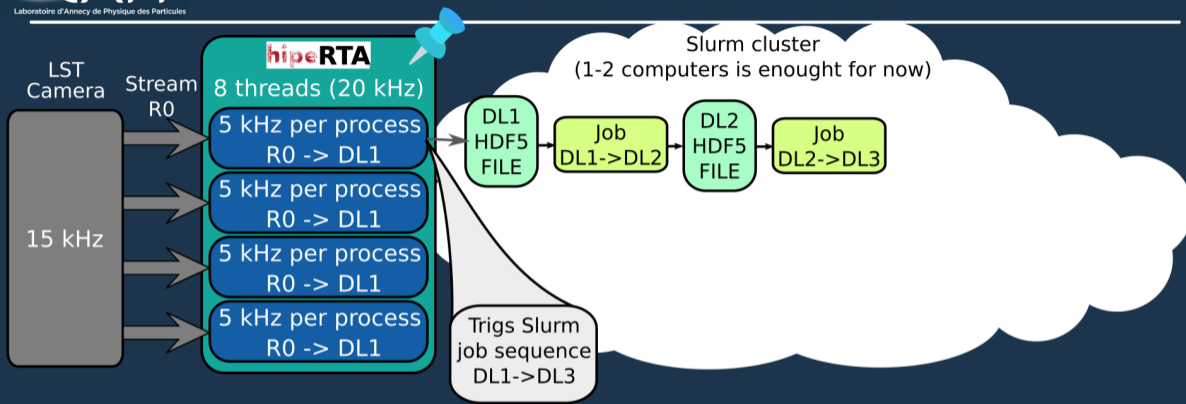 Laboratoire d'Annecy de Physique des Particules
LST
Camera
15 kHz
Stream
R0
hipeRTA
8 threads (20 kHz)
5 kHz per process
R0 -> DL1
5 kHz per process
R0 -> DL1
5 kHz per process
R0 -> DL1
5 kHz per process
R0 -> DL1
Slurm cluster
(1-2 computers is enought for now)
DL1
HDF5
FILE
Job
DL1->DL2
DL2
HDF5
FILE
Job
DL2->DL3
Trigs Slurm
job sequence
DL1->DL3